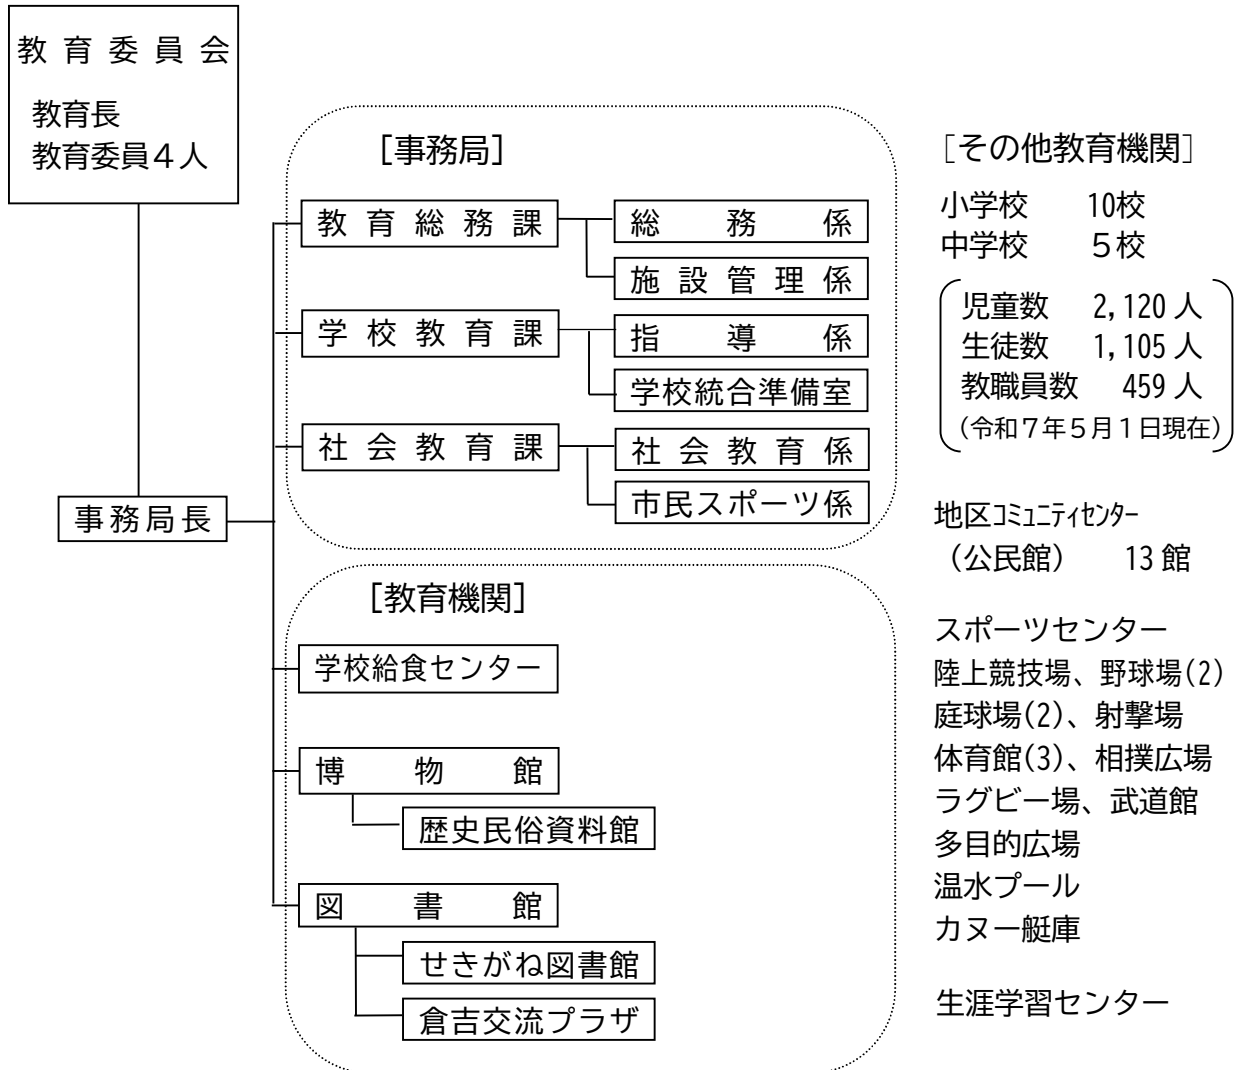 教育委員会
教育長
教育委員４人
事務局長
［事務局］
教育総務課
総務係
施設管理係
学校教育課
指導係
学校統合準備室
社会教育課
社会教育係
市民スポーツ係
［教育機関］
学校給食センター
博物館
歴史民俗資料館
図書館
せきがね図書館
倉吉交流プラザ
［その他教育機関］
小学校　10校
中学校　５校
児童数　2,120人
生徒数　1,105人
教職員数　459人
（令和７年５月１日現在）
地区ｺﾐｭﾆﾃｨｾﾝﾀｰ
（公民館）　13館
スポーツセンター
陸上競技場、野球場(2)
庭球場(2)、射撃場
体育館(3)、相撲広場
ラグビー場、武道館
多目的広場
温水プール
カヌー艇庫
生涯学習センター